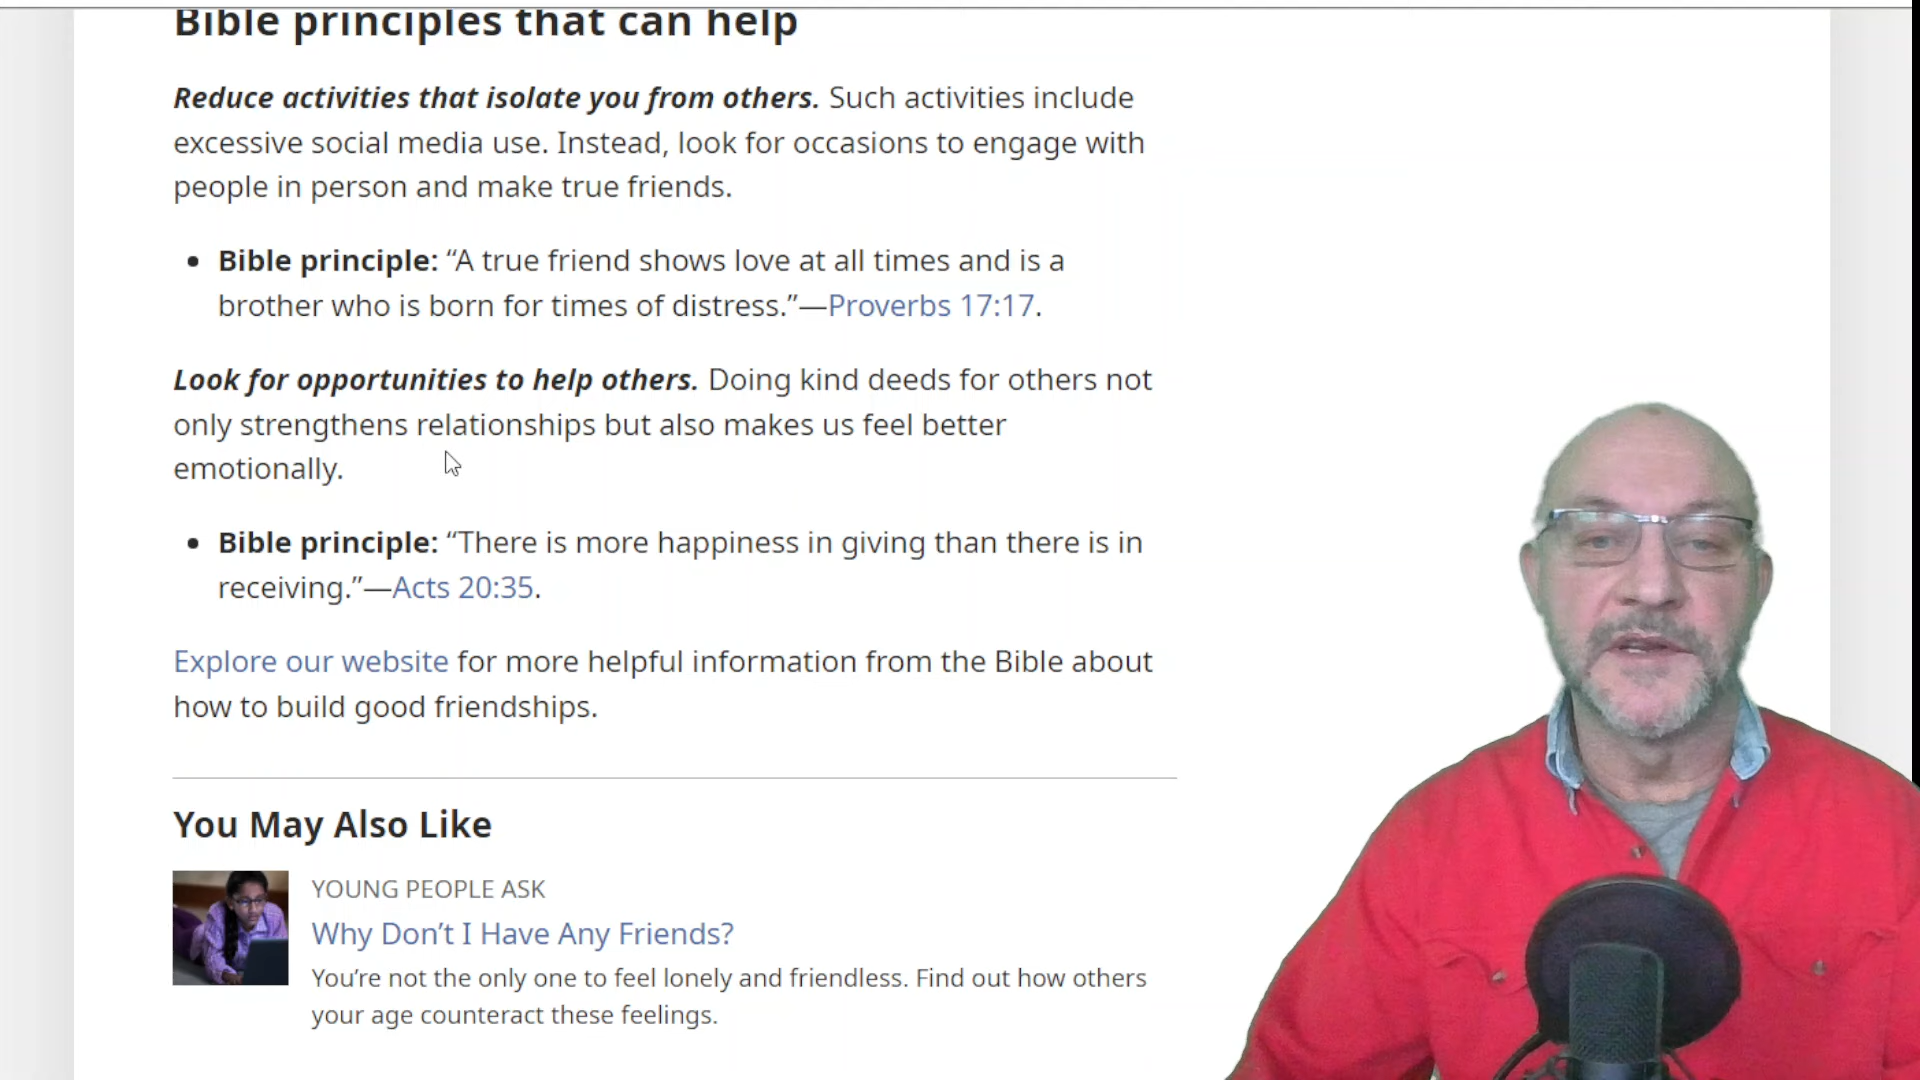 Bible principles that can help
Reduce activities that isolate you from others. Such activities include
excessive social media use. Instead, look for occasions to engage with
people in person and make true friends.
• Bible principle: “A true friend shows love at all times and is a
brother who is born for times of distress.”—Proverbs 17:17.
Look for opportunities to help others. Doing kind deeds for others not
only strengthens relationships but also makes us feel better
emotionally.
• Bible principle: “There is more happiness in giving than there is in
receiving.”—Acts 20:35.
Explore our website for more helpful information from the Bible about
how to build good friendships.
You May Also Like
YOUNG PEOPLE ASK
Why Don’t I Have Any Friends?
You’re not the only one to feel lonely and friendless. Find out how others
your age counteract these feelings.